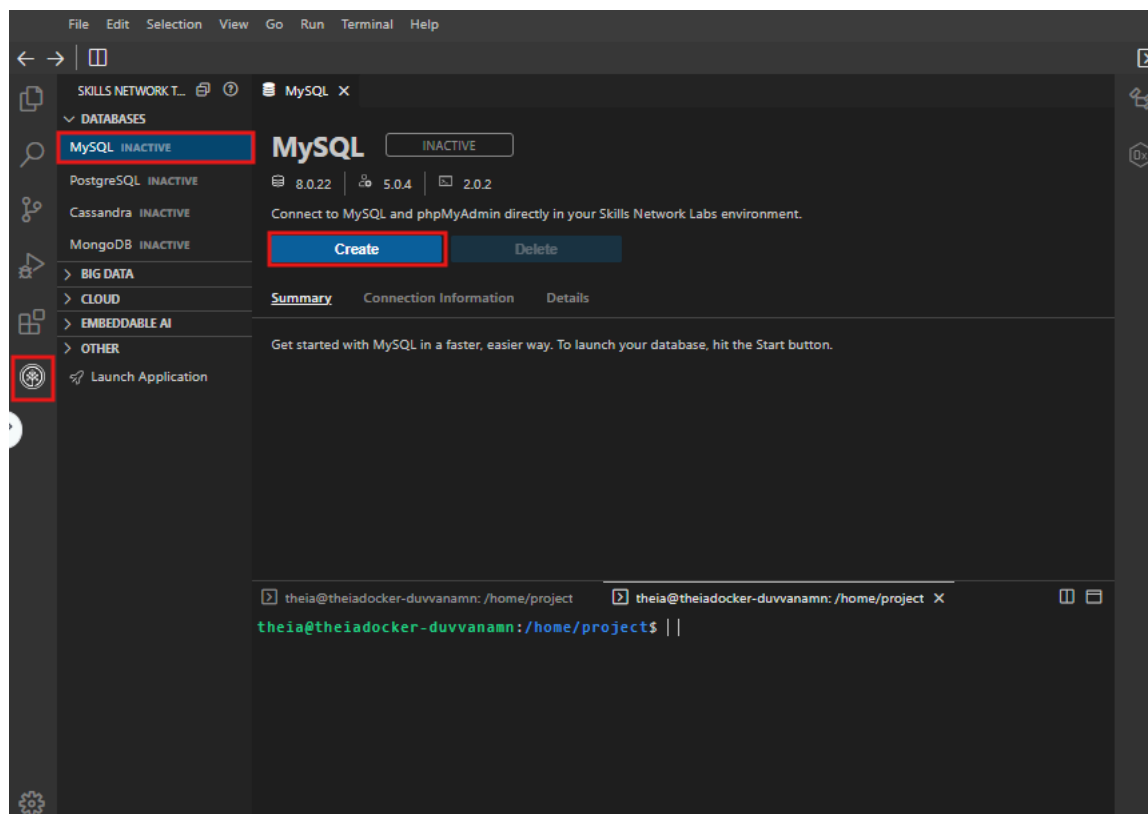 File Edit Selection View Go Run Terminal Help
SKILLS NETWORK T...
DATABASES
MySQL INACTIVE
PostgreSQL INACTIVE
Cassandra INACTIVE
MongoDB INACTIVE
BIG DATA
CLOUD
EMBEDDABLE AI
OTHER
Launch Application
MySQL
MySQL INACTIVE
8.0.22 5.0.4 2.0.2
Connect to MySQL and phpMyAdmin directly in your Skills Network Labs environment.
Create Delete
Summary Connection Information Details
Get started with MySQL in a faster, easier way. To launch your database, hit the Start button.
theia@theiadocker-duvvanamn: /home/project theia@theiadocker-duvvanamn: /home/project
theia@theiadocker-duvvanamn:/home/project$